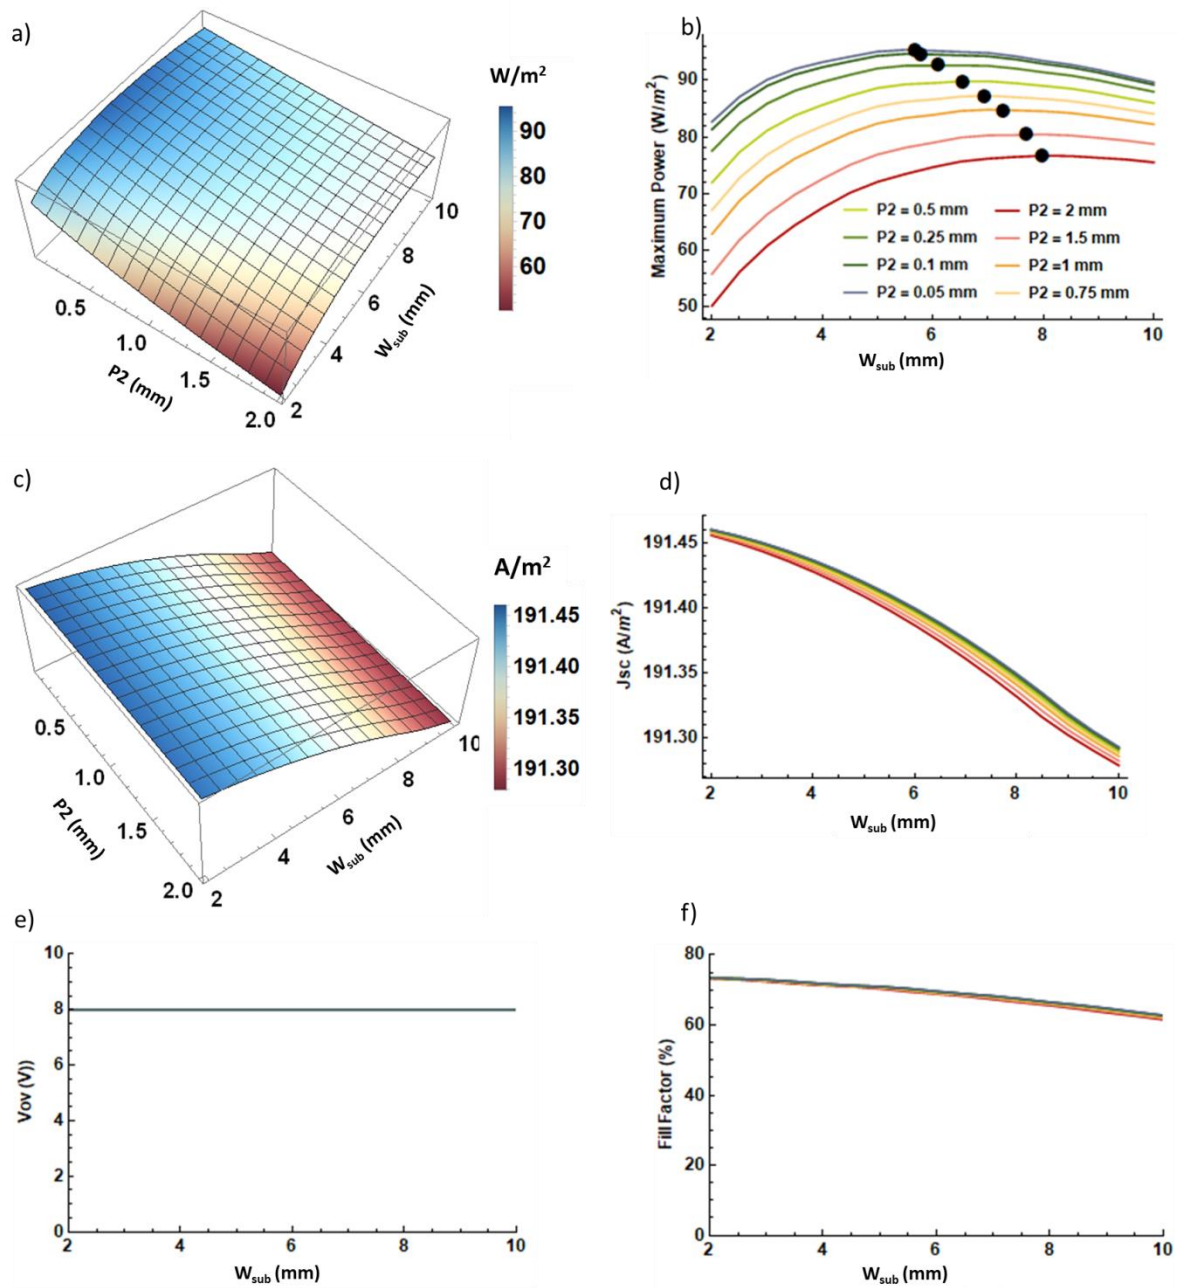 a)
W/m²
90
80
70
60
0.5
1.0
1.5
2.0
P2 (mm)
2
4
6
8
10
Wsub (mm)
b)
Maximum Power (W/m²)
90
80
70
60
50
P2 = 0.5 mm
P2 = 2 mm
P2 = 0.25 mm
P2 = 1.5 mm
P2 = 0.1 mm
P2 =1 mm
P2 = 0.05 mm
P2 = 0.75 mm
2
4
6
8
10
Wsub (mm)
c)
A/m²
191.45
191.40
191.35
191.30
0.5
1.0
1.5
2.0
P2 (mm)
2
4
6
8
10
Wsub (mm)
d)
Jsc (A/m²)
191.45
191.40
191.35
191.30
2
4
6
8
10
Wsub (mm)
e)
Vov (V))
10
8
6
4
2
0
2
4
6
8
10
Wsub (mm)
f)
Fill Factor (%)
80
60
40
20
0
2
4
6
8
10
Wsub (mm)